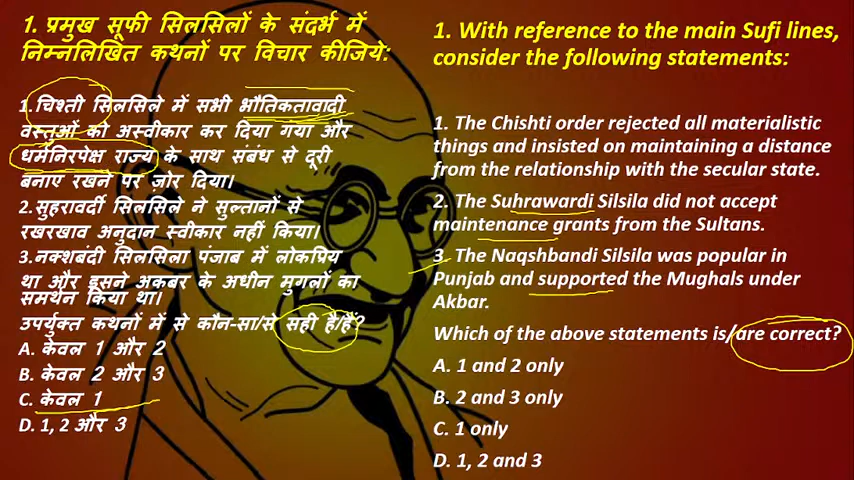 1. प्रमुख सूफी सिलसिलों के संदर्भ में
निम्नलिखित कथनों पर विचार कीजिये:
1.चिश्ती सिलसिले में सभी भौतिकतावादी
वस्तुओं को अस्वीकार कर दिया गया और
धर्मनिरपेक्ष राज्य के साथ संबंध से दूरी
बनाए रखने पर जोर दिया।
2.सुहरावर्दी सिलसिले ने सुल्तानों से
रखरखाव अनुदान स्वीकार नहीं किया।
3.नक्शबंदी सिलसिला पंजाब में लोकप्रिय
था और इसने अकबर के अधीन मुगलों का
समर्थन किया था।
उपर्युक्त कथनों में से कौन-सा/से सही है/हैं?
A. केवल 1 और 2
B. केवल 2 और 3
C. केवल 1
D. 1, 2 और 3
1. With reference to the main Sufi lines,
consider the following statements:
1. The Chishti order rejected all materialistic
things and insisted on maintaining a distance
from the relationship with the secular state.
2. The Suhrawardi Silsila did not accept
maintenance grants from the Sultans.
3. The Naqshbandi Silsila was popular in
Punjab and supported the Mughals under
Akbar.
Which of the above statements is/are correct?
A. 1 and 2 only
B. 2 and 3 only
C. 1 only
D. 1, 2 and 3